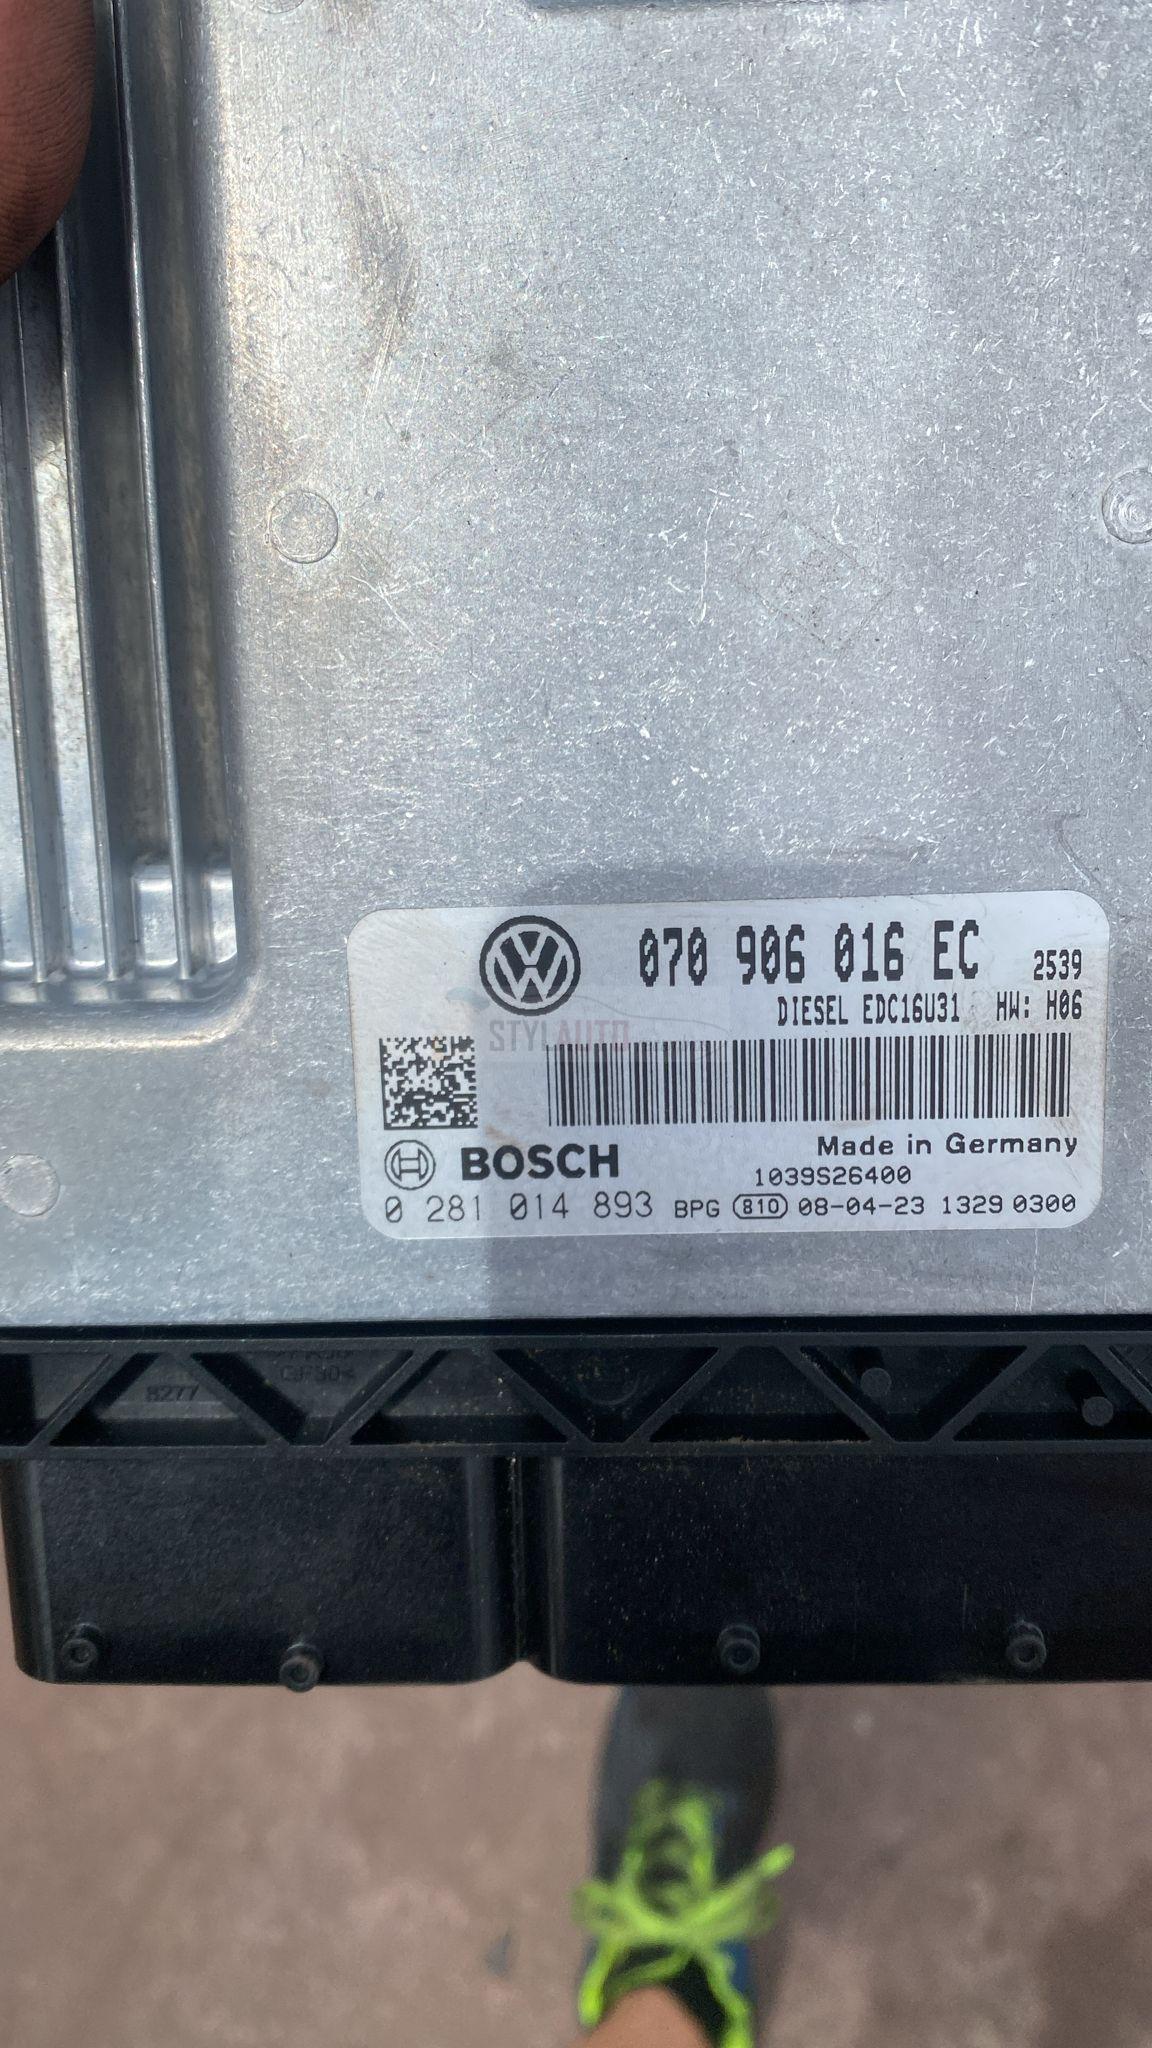 070 906 016 EC 2539
DIESEL EDC16U31 HW: H06
STYLAUTO
BOSCH
Made in Germany
1039S26400
0 281 014 893 BPG 810 08-04-23 1329 0300
8277